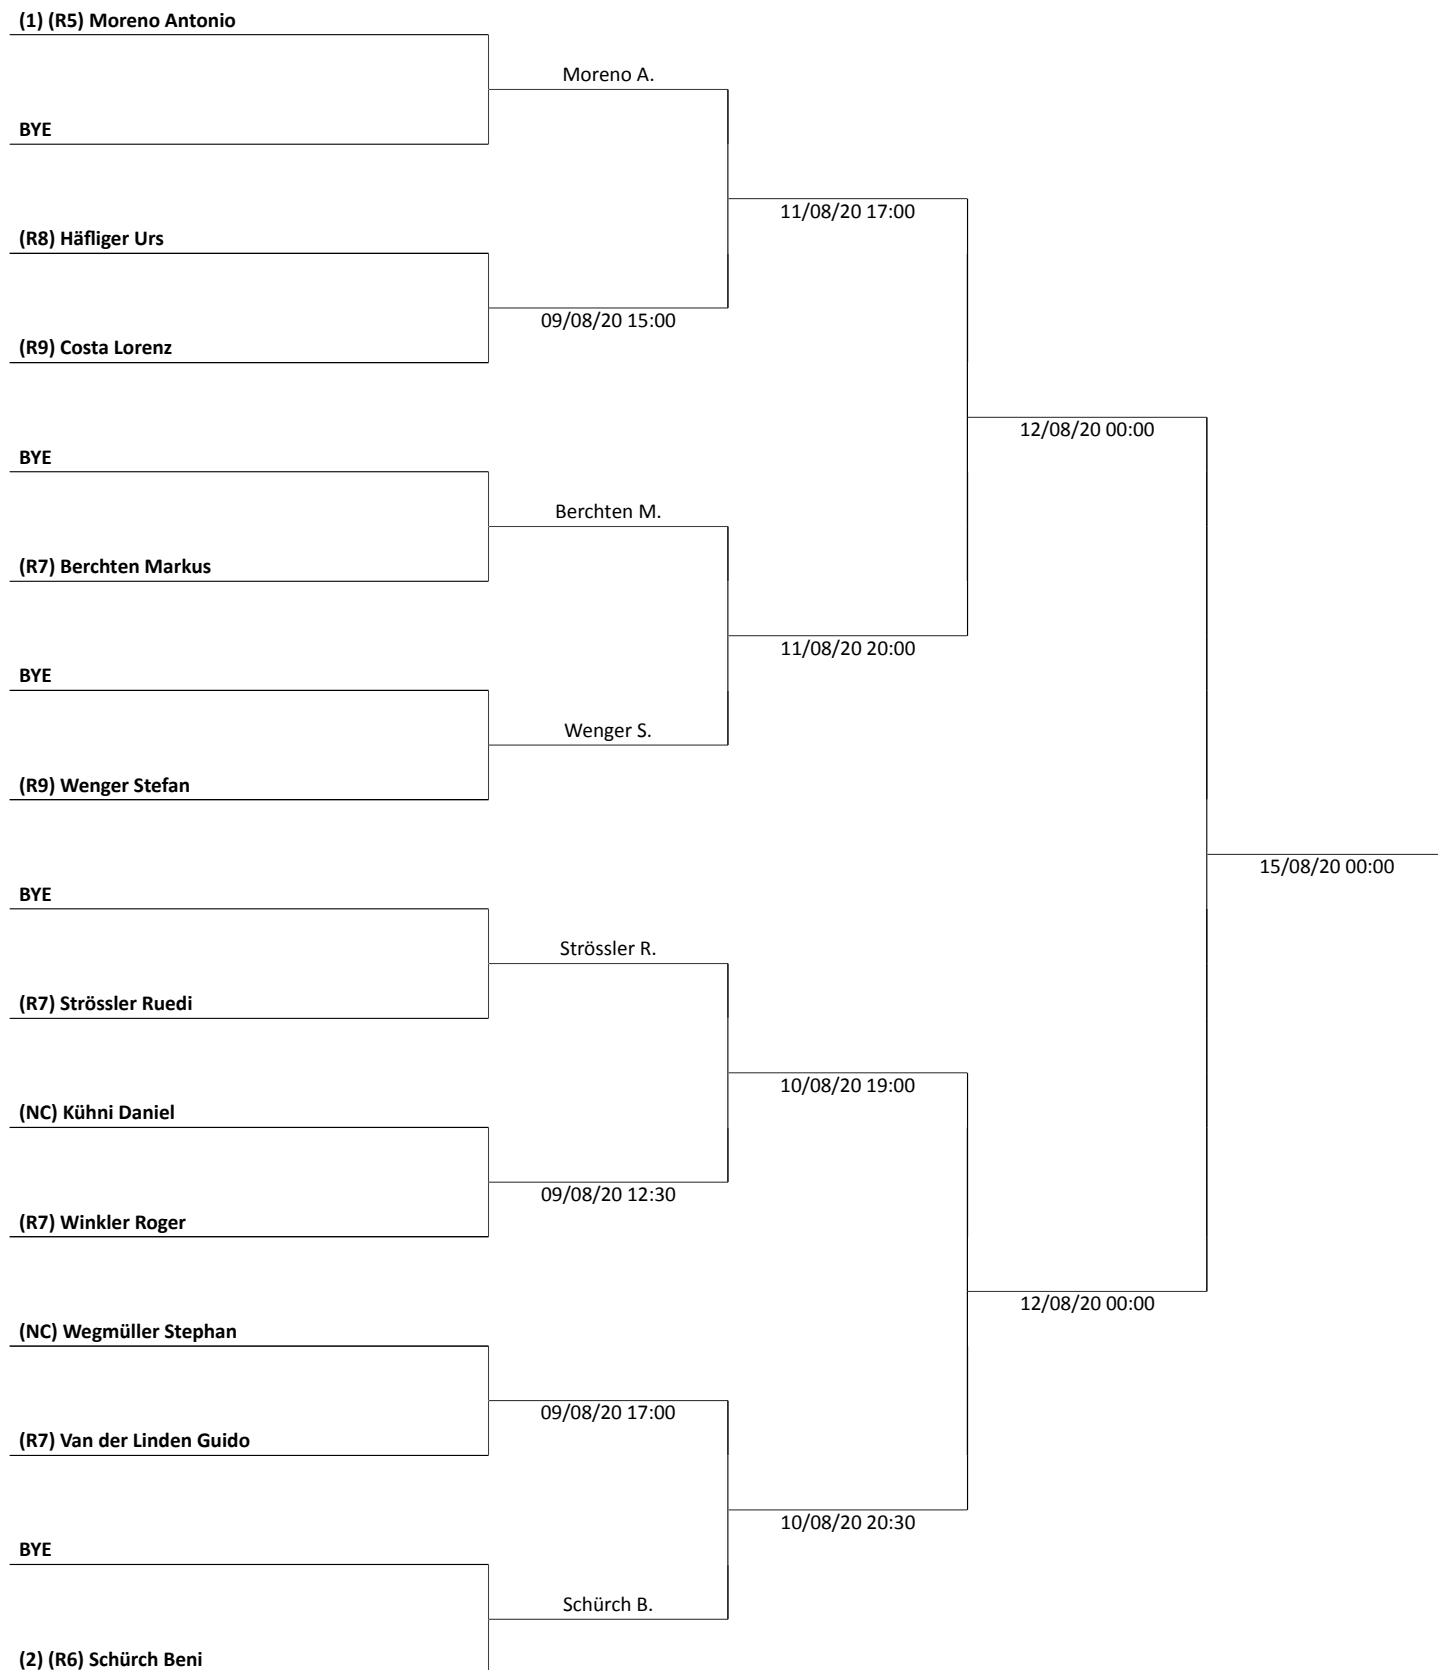 (1) (R5) Moreno Antonio
Moreno A.
BYE
11/08/20 17:00
(R8) Häfliger Urs
09/08/20 15:00
(R9) Costa Lorenz
12/08/20 00:00
BYE
Berchten M.
(R7) Berchten Markus
11/08/20 20:00
BYE
Wenger S.
(R9) Wenger Stefan
15/08/20 00:00
BYE
Strössler R.
(R7) Strössler Ruedi
10/08/20 19:00
(NC) Kühni Daniel
09/08/20 12:30
(R7) Winkler Roger
12/08/20 00:00
(NC) Wegmüller Stephan
09/08/20 17:00
(R7) Van der Linden Guido
10/08/20 20:30
BYE
Schürch B.
(2) (R6) Schürch Beni